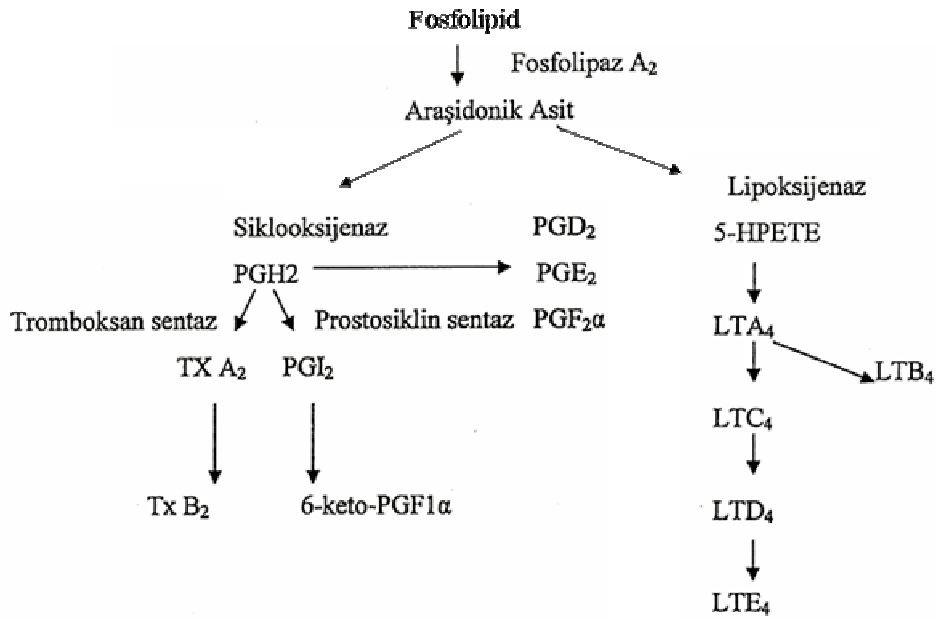 Fosfolipid
Fosfolipaz A₂
Araşidonik Asit
Siklooksijenaz
PGH2
Tromboksan sentaz
Prostosiklin sentaz
TX A₂
PGI₂
Tx B₂
6-keto-PGF1α
PGD₂
PGE₂
PGF₂α
Lipoksijenaz
5-HPETE
LTA₄
LTB₄
LTC₄
LTD₄
LTE₄